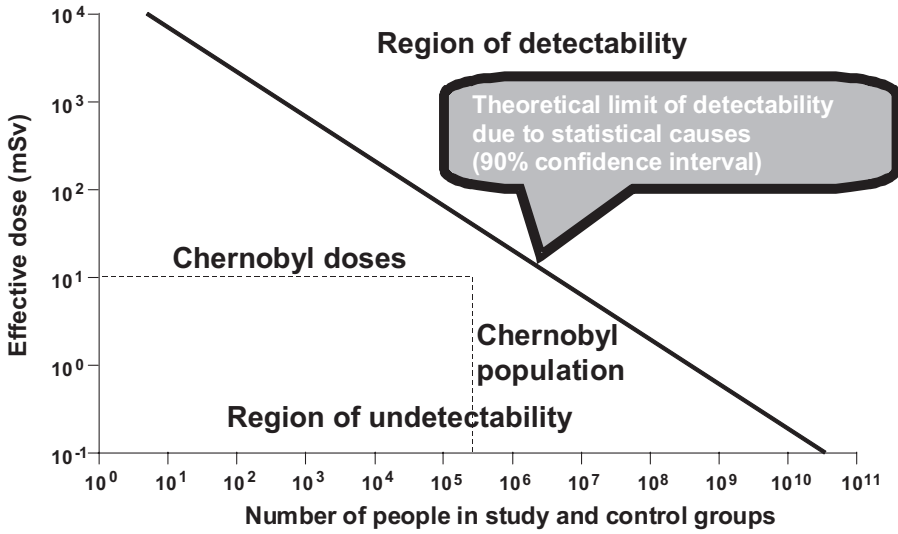 10⁴
Region of detectability
10³
Theoretical limit of detectability
due to statistical causes
(90% confidence interval)
Effective dose (mSv)
10²
Chernobyl doses
10¹
Chernobyl
population
10⁰
Region of undetectability
10⁻¹
10⁰ 10¹ 10² 10³ 10⁴ 10⁵ 10⁶ 10⁷ 10⁸ 10⁹ 10¹⁰ 10¹¹
Number of people in study and control groups